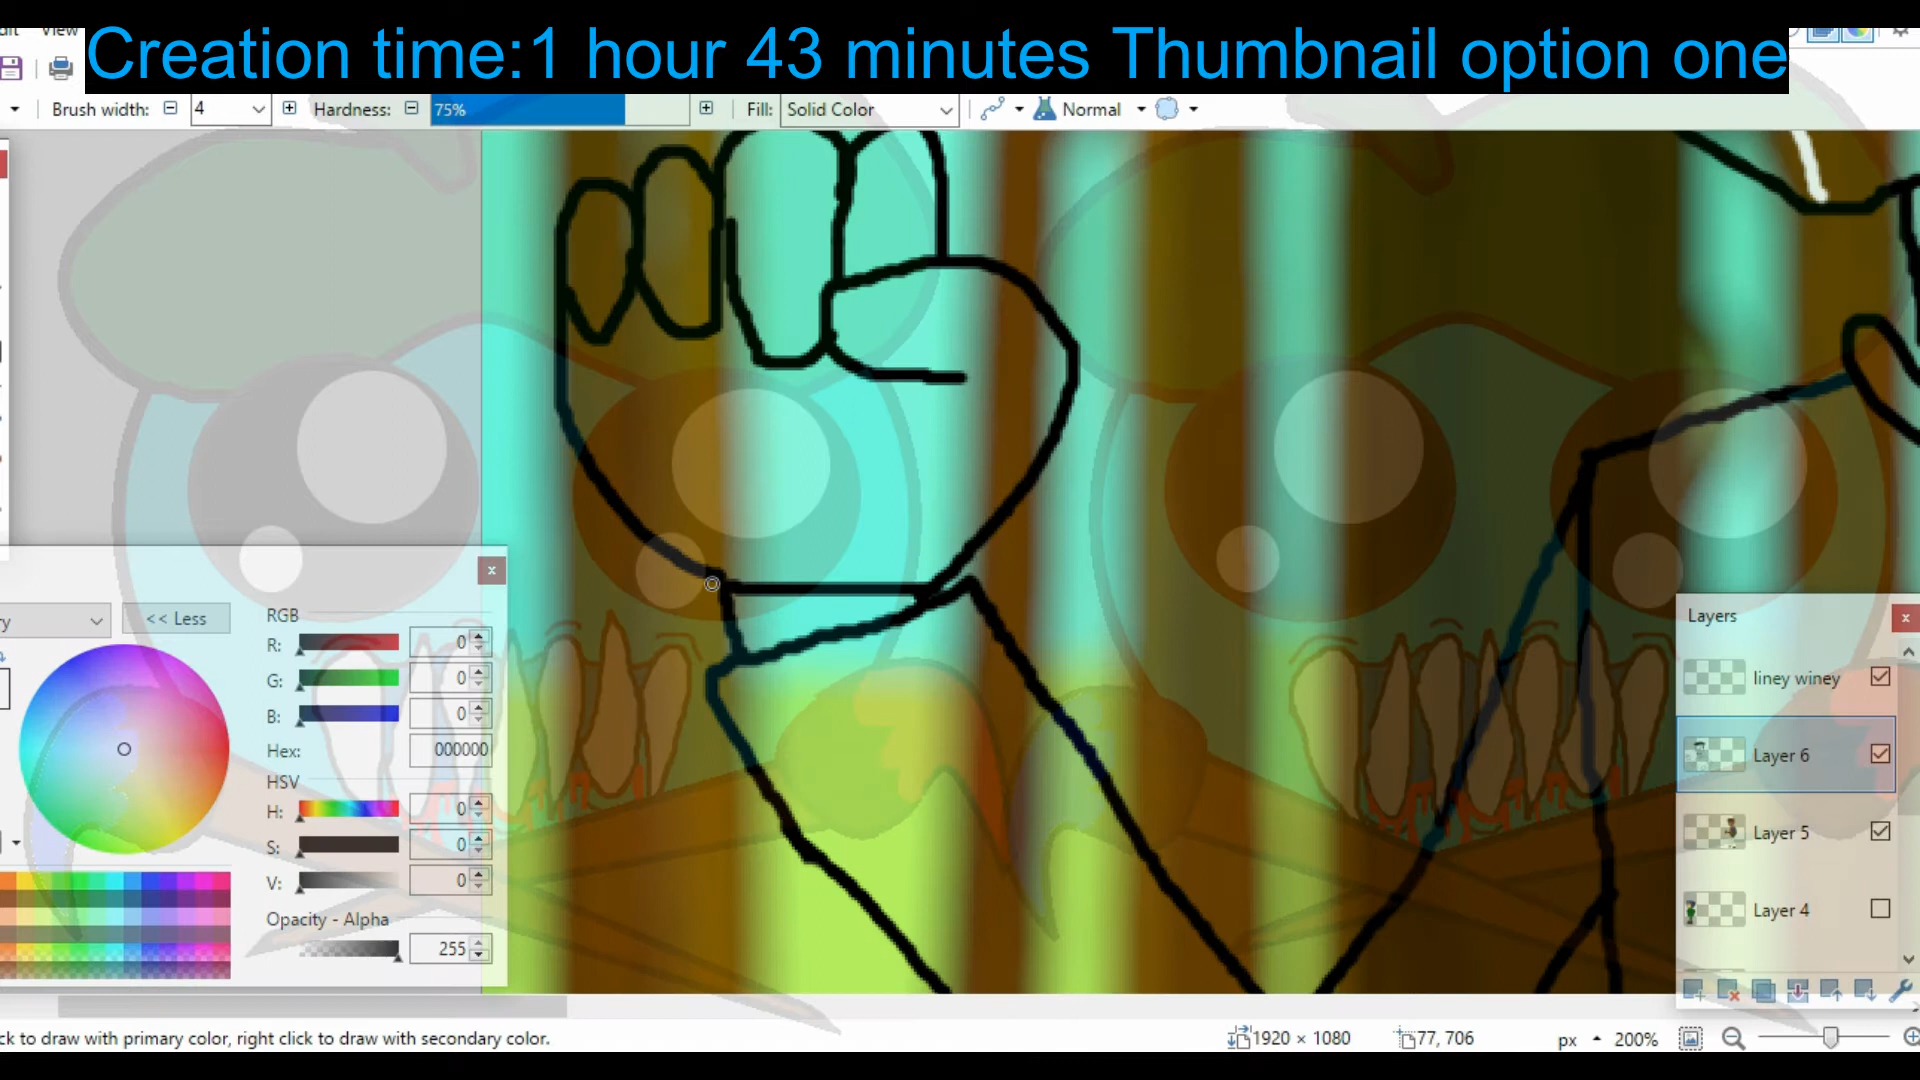 Creation time:1 hour 43 minutes Thumbnail option one
View
Brush width: 4 Hardness: 75% Fill: Solid Color Normal
<< Less
RGB
R: 0
G: 0
B: 0
Hex: 000000
HSV
H: 0
S: 0
V: 0
Opacity - Alpha
255
Layers
liney winey
Layer 6
Layer 5
Layer 4
to draw with primary color, right click to draw with secondary color.
1920 × 1080
77, 706
px
200%